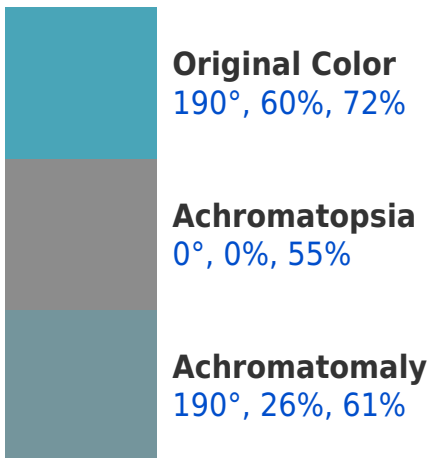 Original Color
190°, 60%, 72%
Achromatopsia
0°, 0%, 55%
Achromatomaly
190°, 26%, 61%